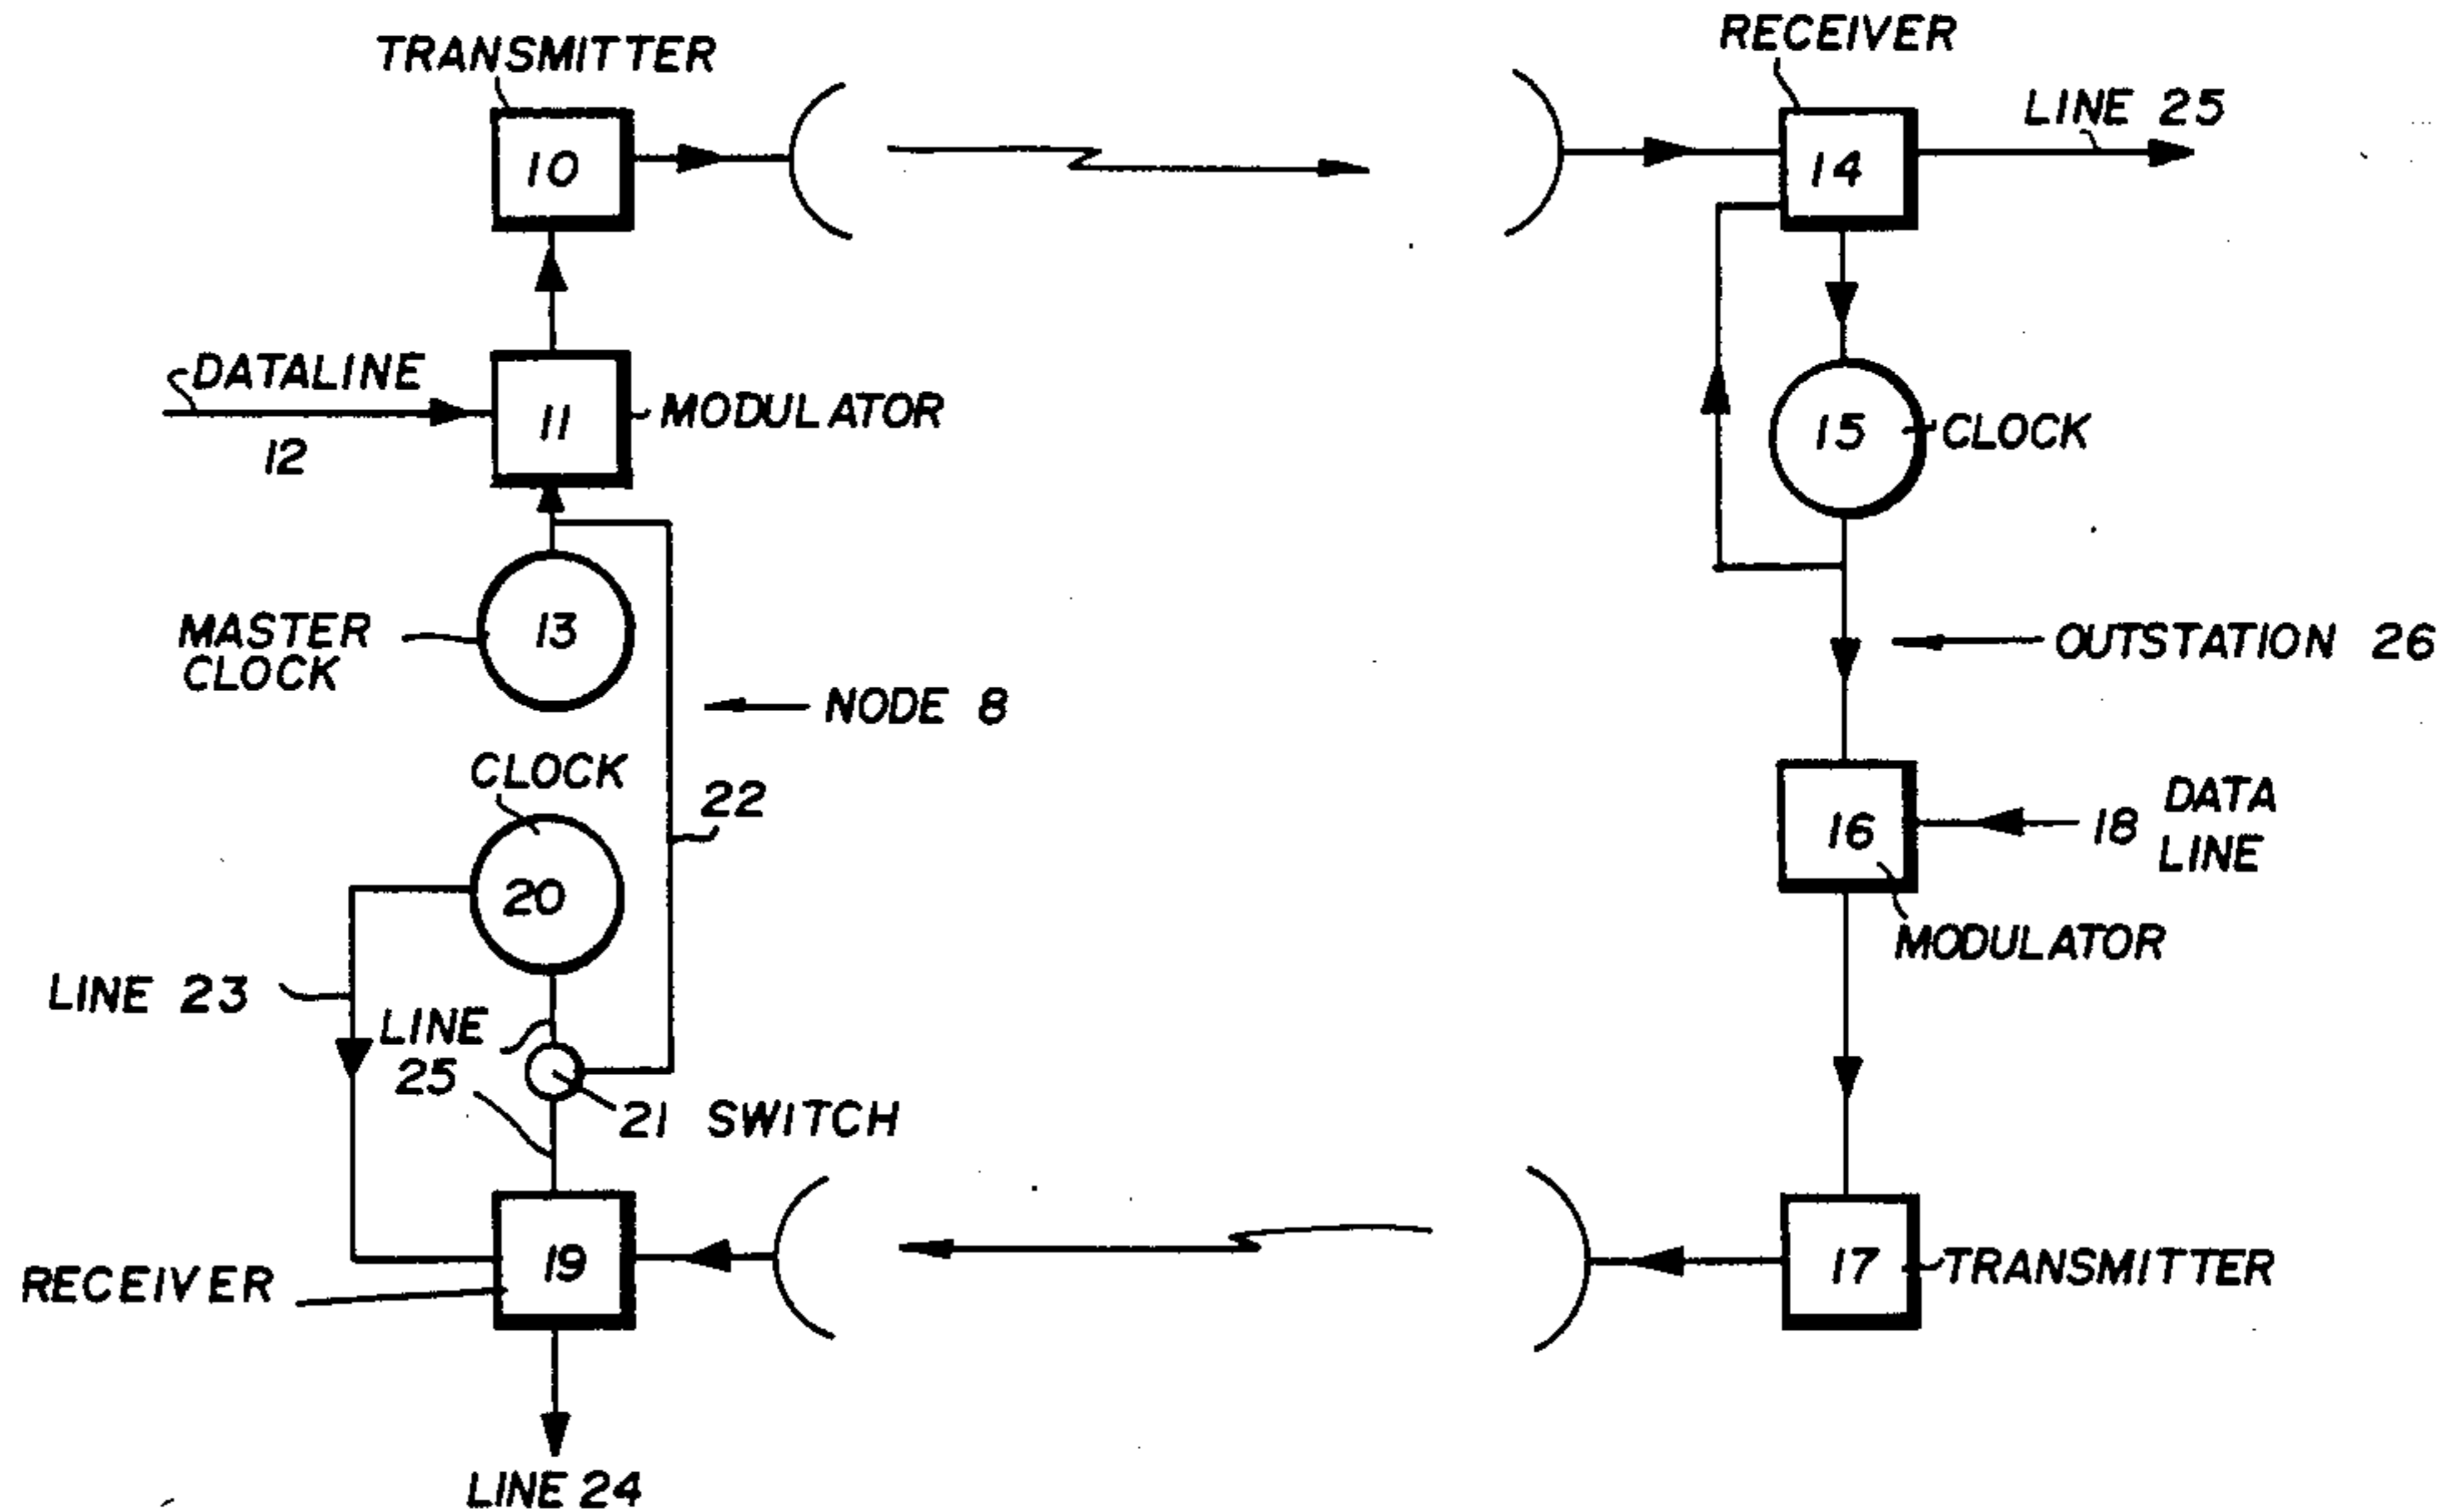 TRANSMITTER
RECEIVER
10
14
LINE 25
DATALINE
12
11
MODULATOR
15
CLOCK
MASTER
CLOCK
13
NODE 8
OUTSTATION 26
CLOCK
20
22
16
18
DATA
LINE
MODULATOR
LINE 23
LINE
25
21 SWITCH
RECEIVER
19
17
TRANSMITTER
LINE 24